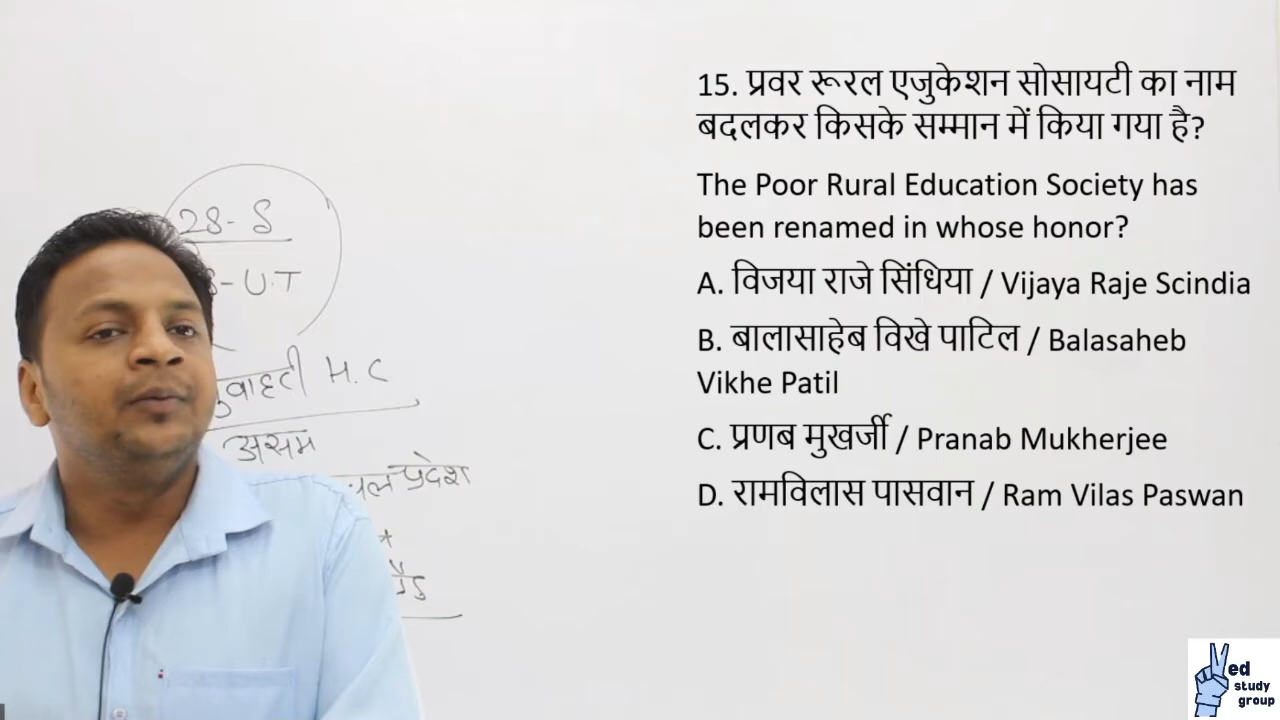 28- S
- U.T
H.C
असम
प्रदेश
15. प्रवर रूरल एजुकेशन सोसायटी का नाम
बदलकर किसके सम्मान में किया गया है?
The Poor Rural Education Society has
been renamed in whose honor?
A. विजया राजे सिंधिया / Vijaya Raje Scindia
B. बालासाहेब विखे पाटिल / Balasaheb
Vikhe Patil
C. प्रणब मुखर्जी / Pranab Mukherjee
D. रामविलास पासवान / Ram Vilas Paswan
Ved
study
group